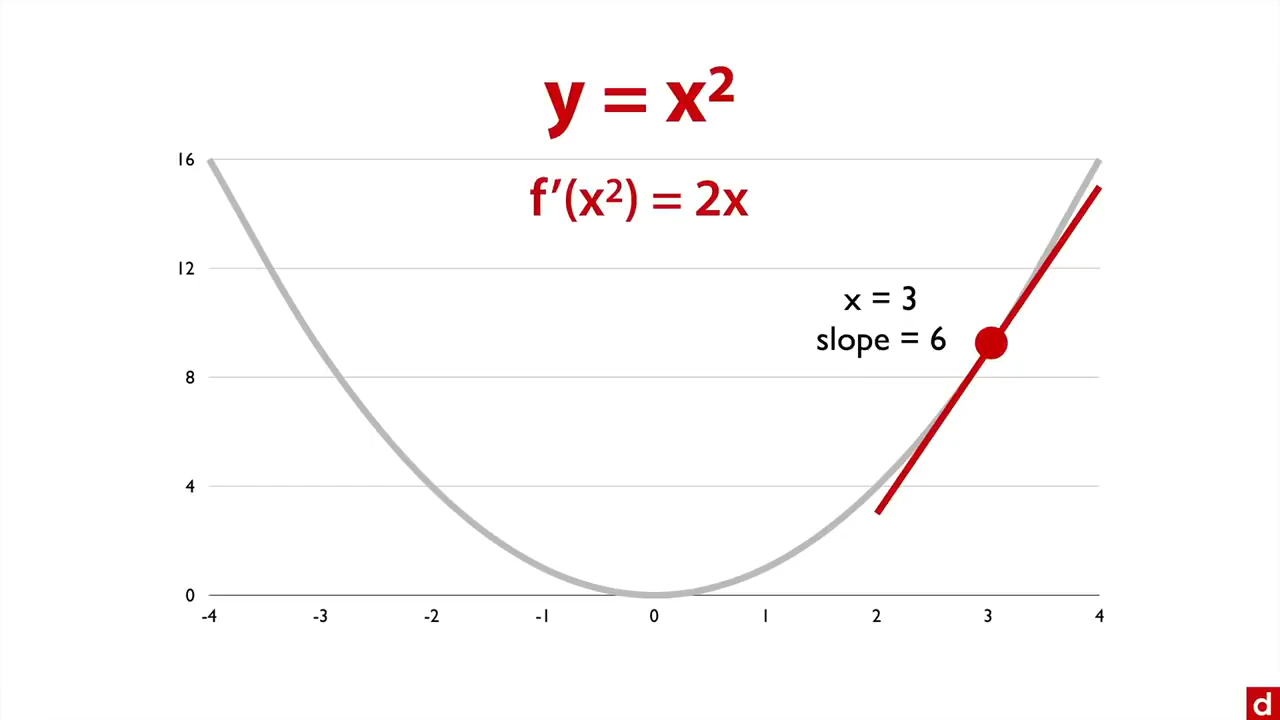 y = x²
16
f′(x²) = 2x
12
x = 3
slope = 6
8
4
0
-4 -3 -2 -1 0 1 2 3 4
d